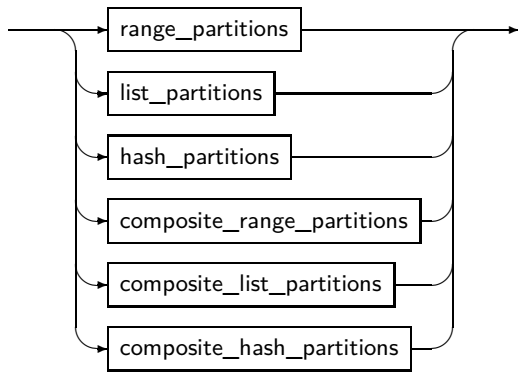 range_partitions
list_partitions
hash_partitions
composite_range_partitions
composite_list_partitions
composite_hash_partitions